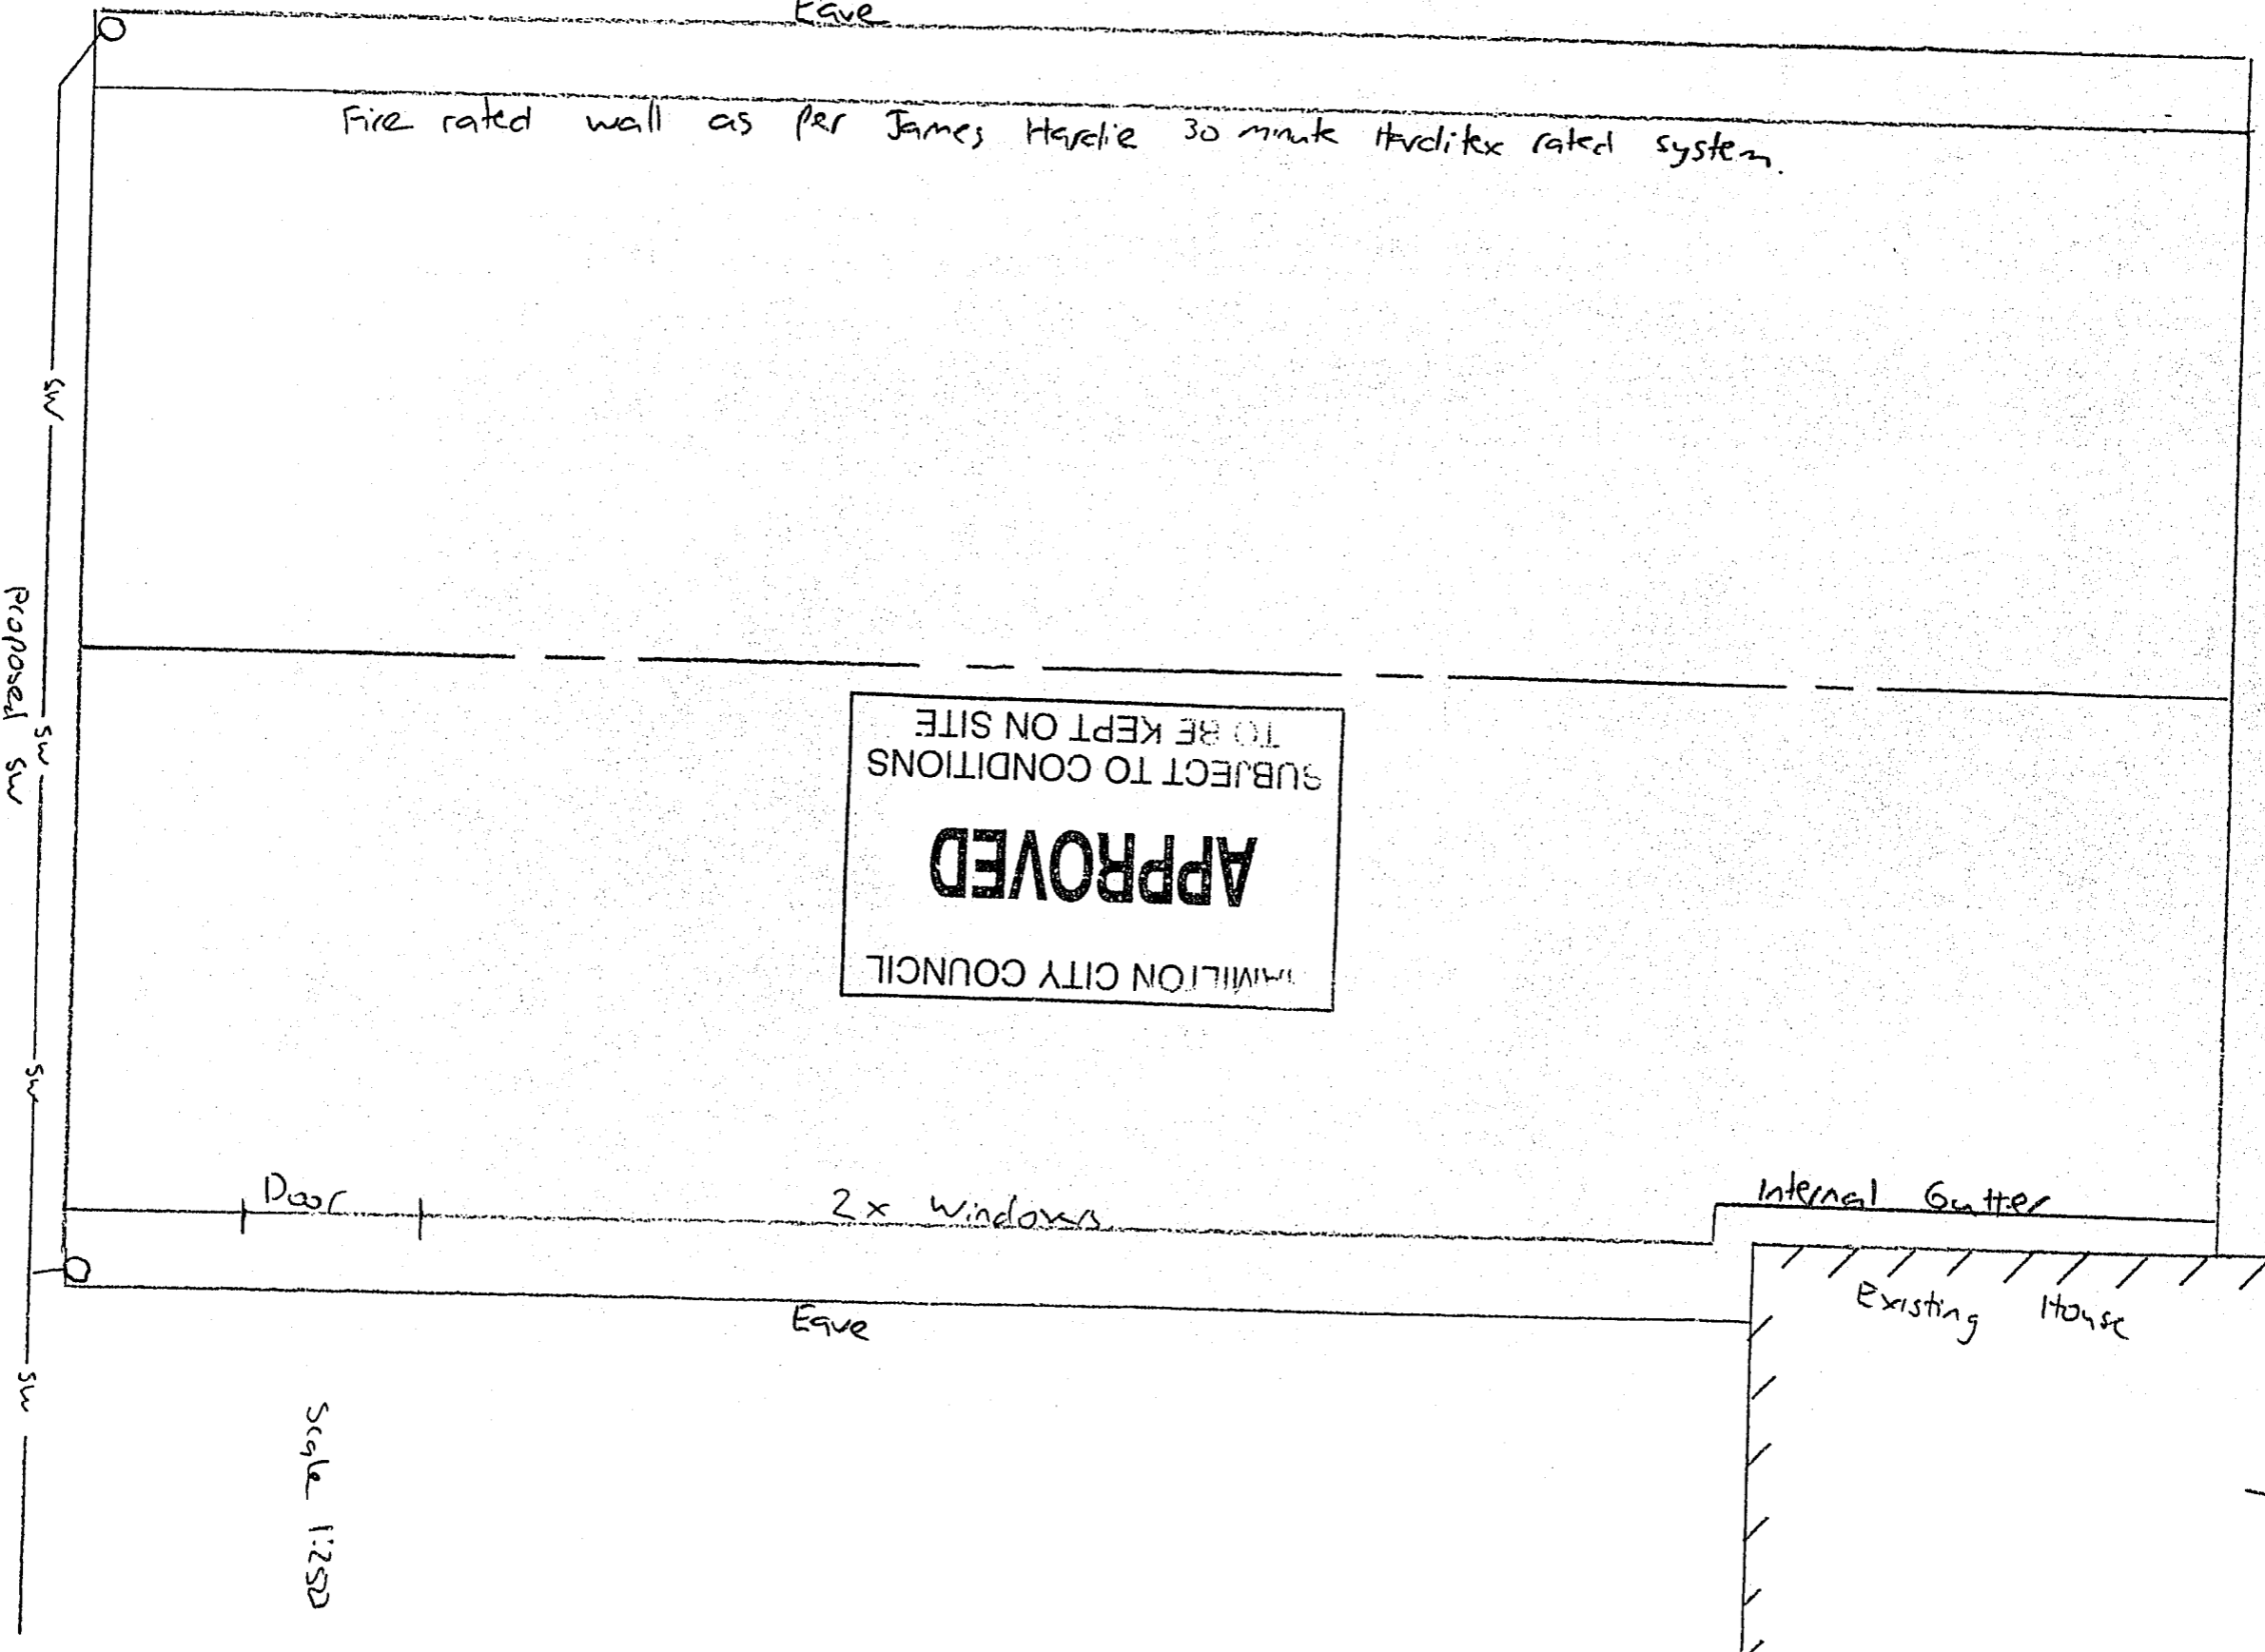 Eave
Fire rated wall as per James Hardie 30 minute Harditex rated system.
SW
SW
SW
SW
Proposed SW
HAMILTON CITY COUNCIL
APPROVED
SUBJECT TO CONDITIONS
TO BE KEPT ON SITE
Door
2x Windows
Internal Gutter
Existing House
Eave
Scale 1:250